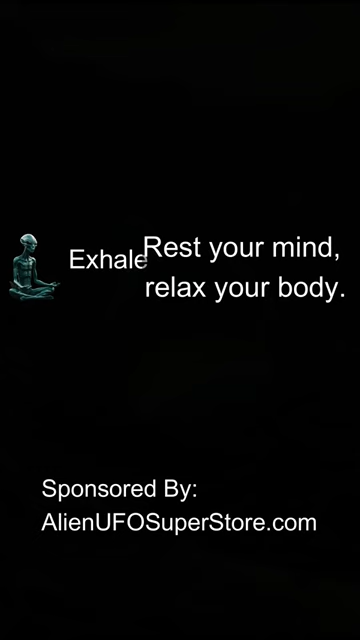 Exhale
Rest your mind,
relax your body.
Sponsored By:
AlienUFOSuperStore.com